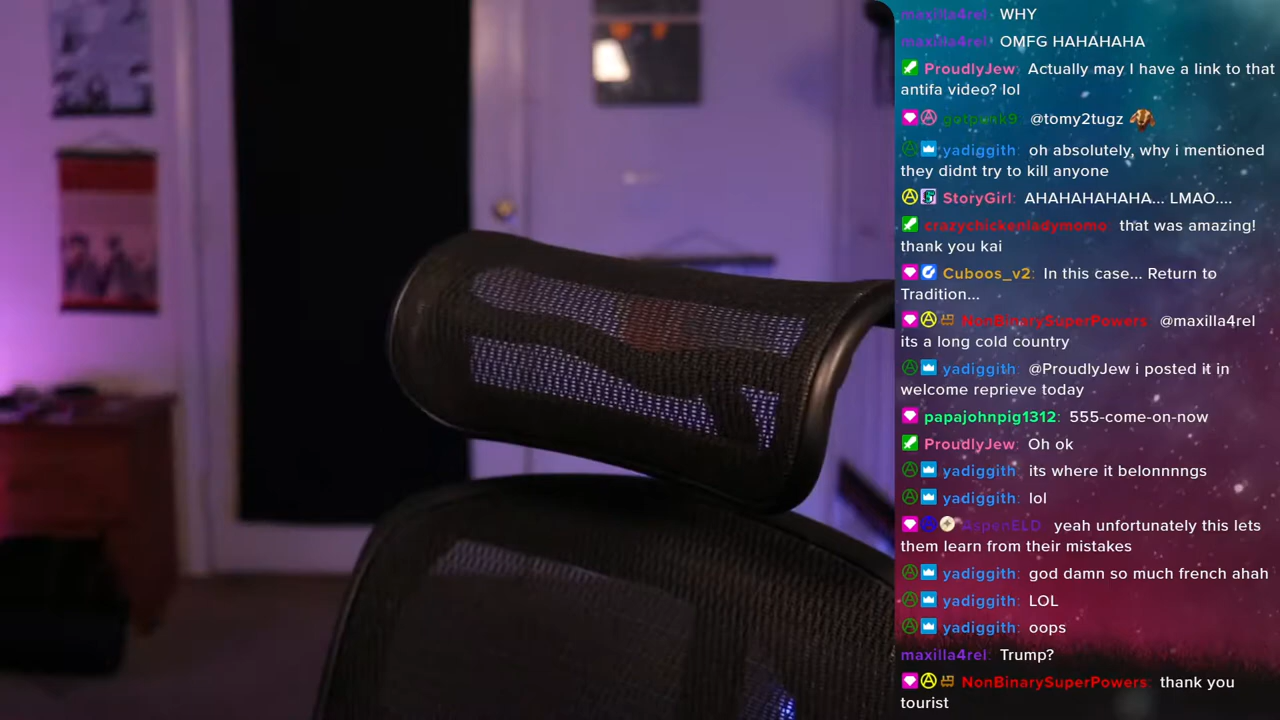 maxilla4rel: WHY
maxilla4rel: OMFG HAHAHAHA
ProudlyJew: Actually may I have a link to that
antifa video? lol
gotpunk9: @tomy2tugz
yadiggith: oh absolutely, why i mentioned
they didnt try to kill anyone
StoryGirl: AHAHAHAHAHA... LMAO....
crazychickenladymomo: that was amazing!
thank you kai
Cuboos_v2: In this case... Return to
Tradition...
NonBinarySuperPowers: @maxilla4rel
its a long cold country
yadiggith: @ProudlyJew i posted it in
welcome reprieve today
papajohnpig1312: 555-come-on-now
ProudlyJew: Oh ok
yadiggith: its where it belonnnngs
yadiggith: lol
AspenELD: yeah unfortunately this lets
them learn from their mistakes
yadiggith: god damn so much french ahah
yadiggith: LOL
yadiggith: oops
maxilla4rel: Trump?
NonBinarySuperPowers: thank you
tourist